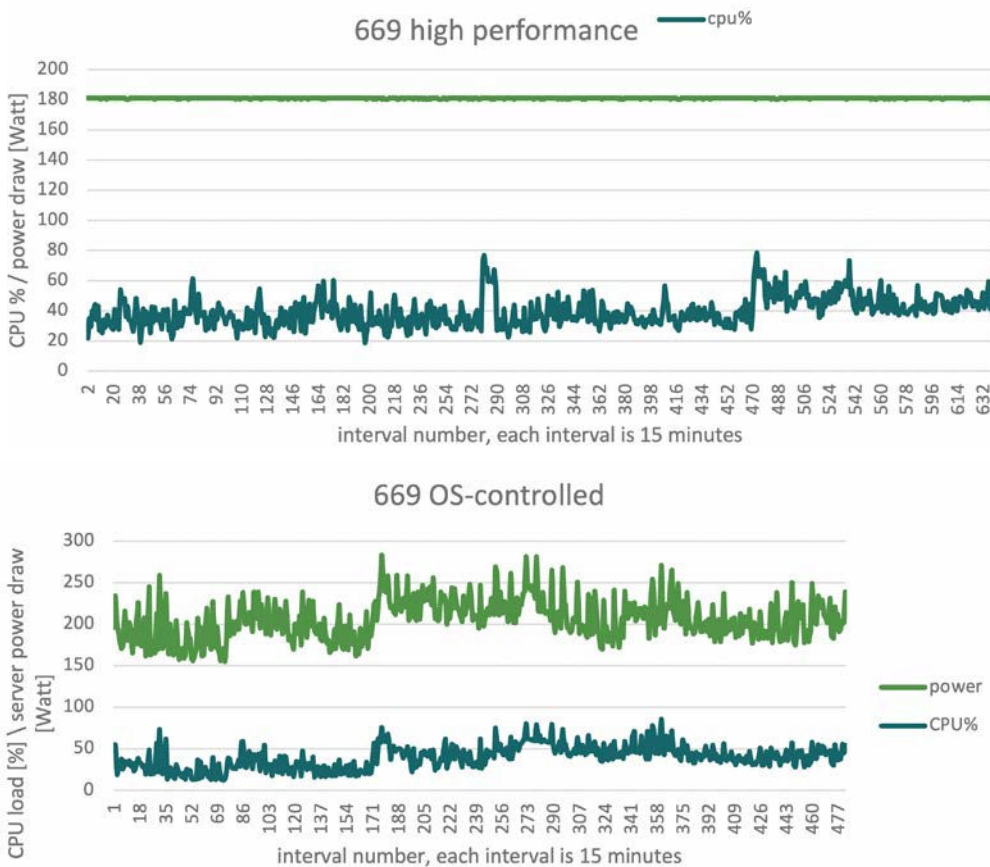 669 high performance
cpu%
CPU % / power draw [Watt]
200
180
160
140
120
100
80
60
40
20
0
2 20 38 56 74 92 110 128 146 164 182 200 218 236 254 272 290 308 326 344 362 380 398 416 434 452 470 488 506 524 542 560 578 596 614 632
interval number, each interval is 15 minutes
669 OS-controlled
CPU load [%] \ server power draw
[Watt]
300
250
200
150
100
50
0
power
CPU%
1 18 35 52 69 86 103 120 137 154 171 188 205 222 239 256 273 290 307 324 341 358 375 392 409 426 443 460 477
interval number, each interval is 15 minutes